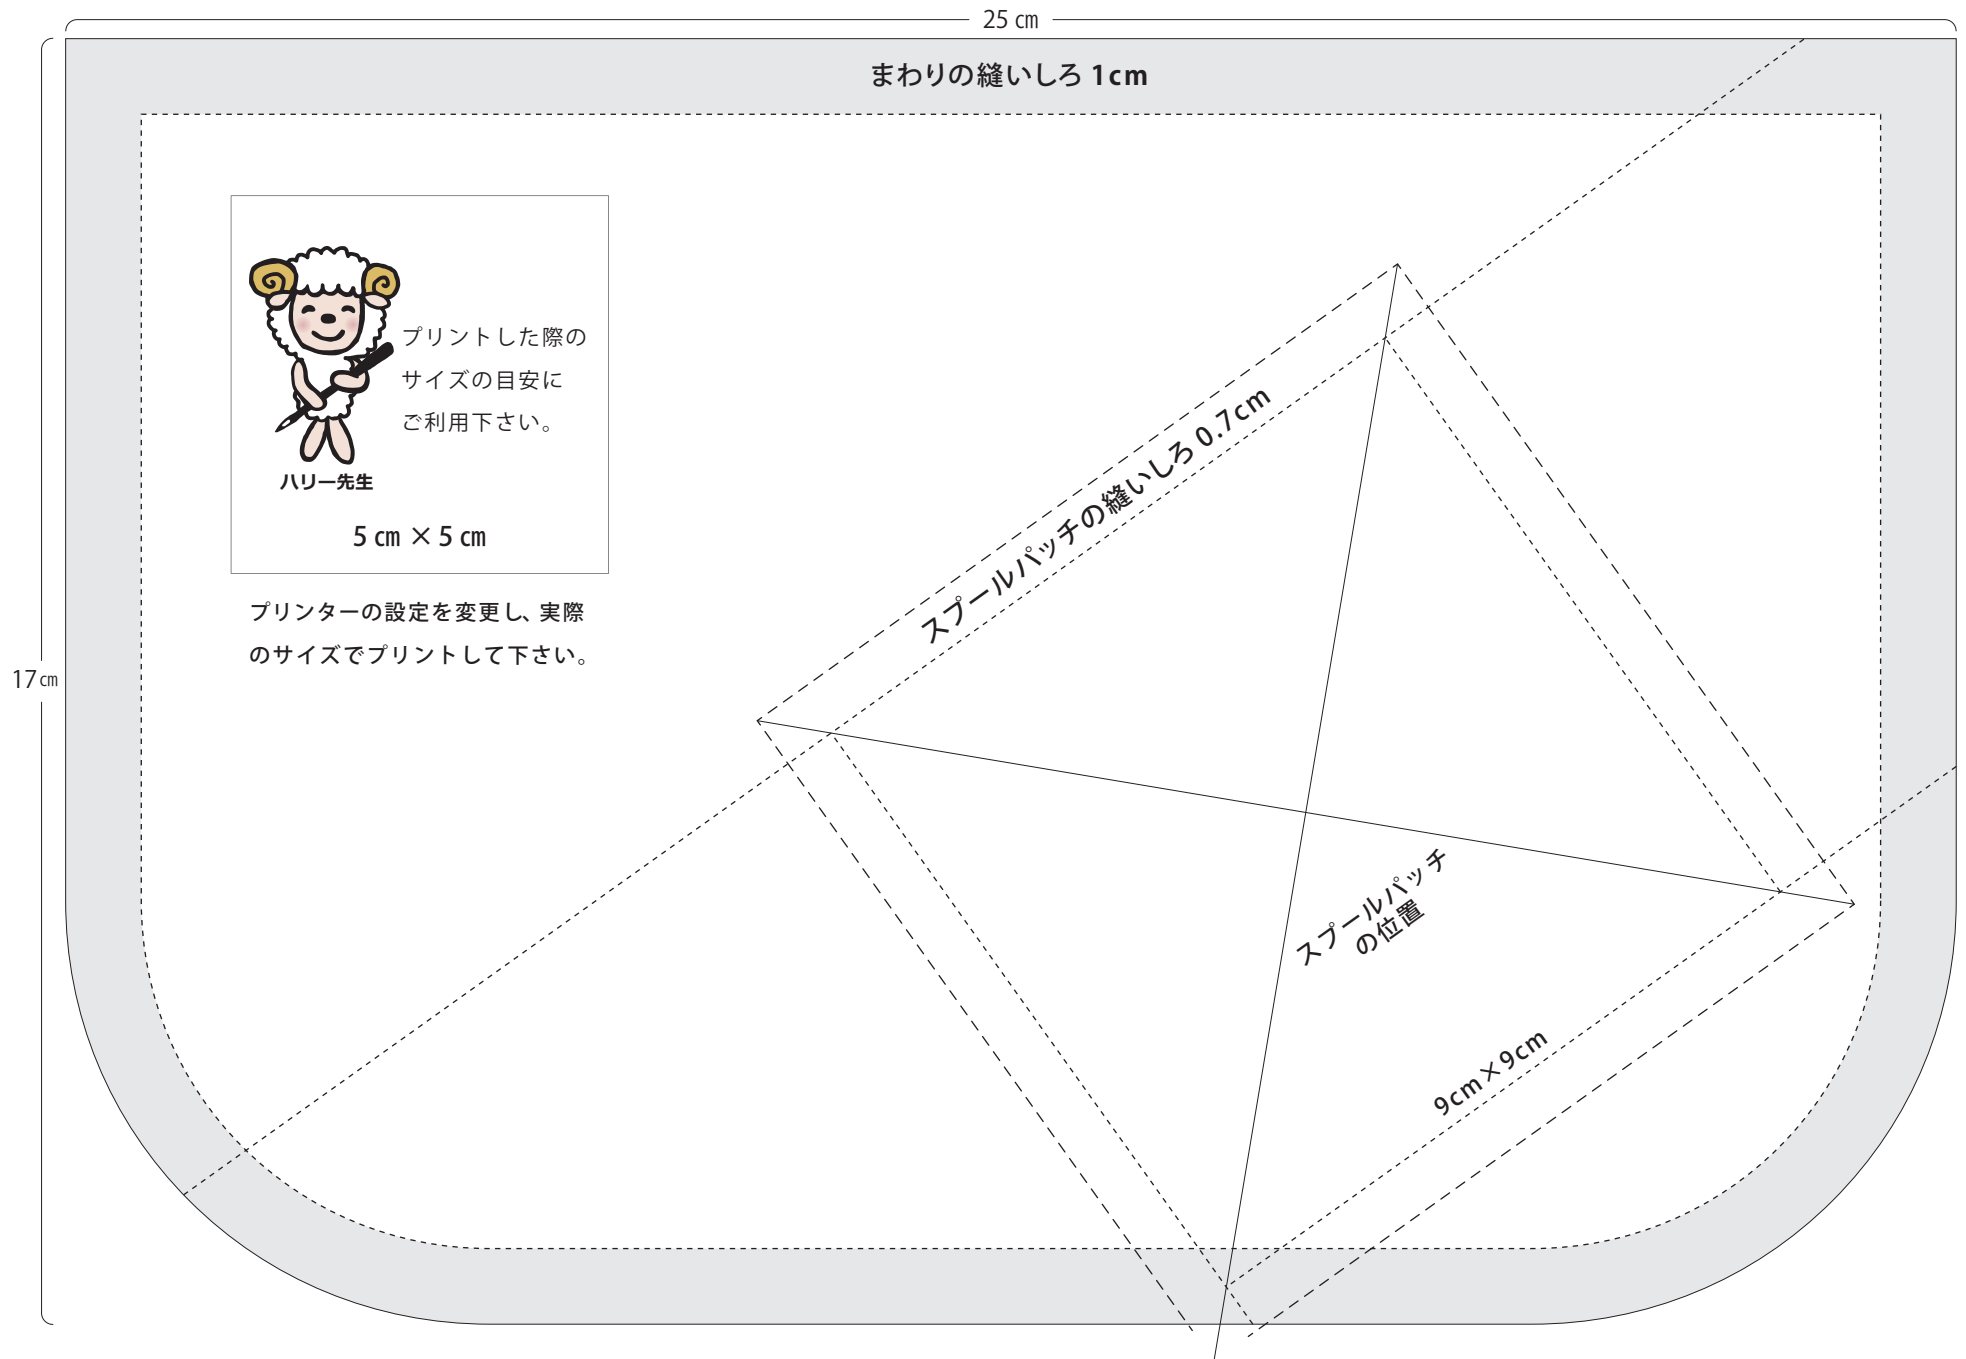 25 ㎝
まわりの縫いしろ 1cm
プリントした際の
サイズの目安に
ご利用下さい。
ハリー先生
5 ㎝ × 5 ㎝
プリンターの設定を変更し、実際
のサイズでプリントして下さい。
17㎝
スプールパッチの縫いしろ 0.7cm
スプールパッチ
の位置
9cm×9cm